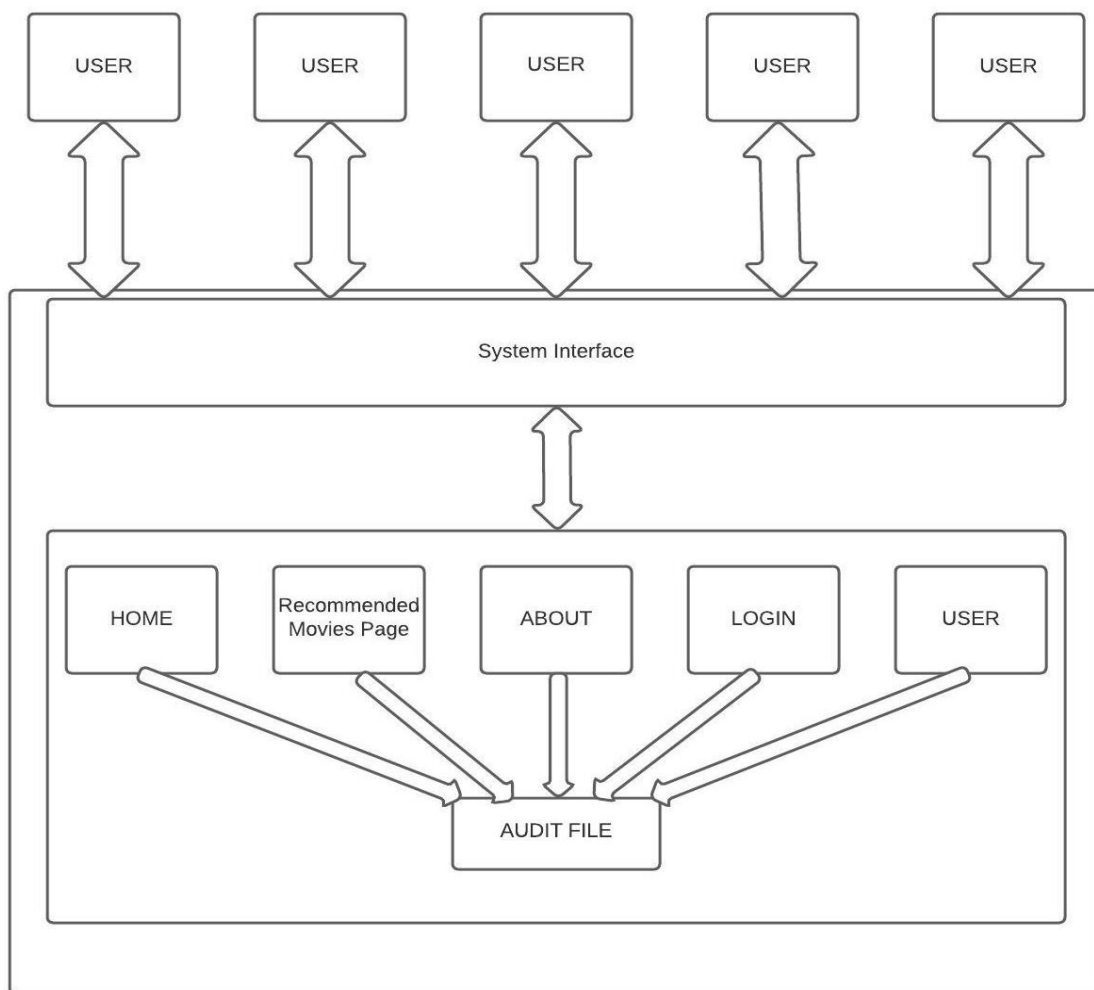 USER
USER
USER
USER
USER
System Interface
HOME
Recommended
Movies Page
ABOUT
LOGIN
USER
AUDIT FILE